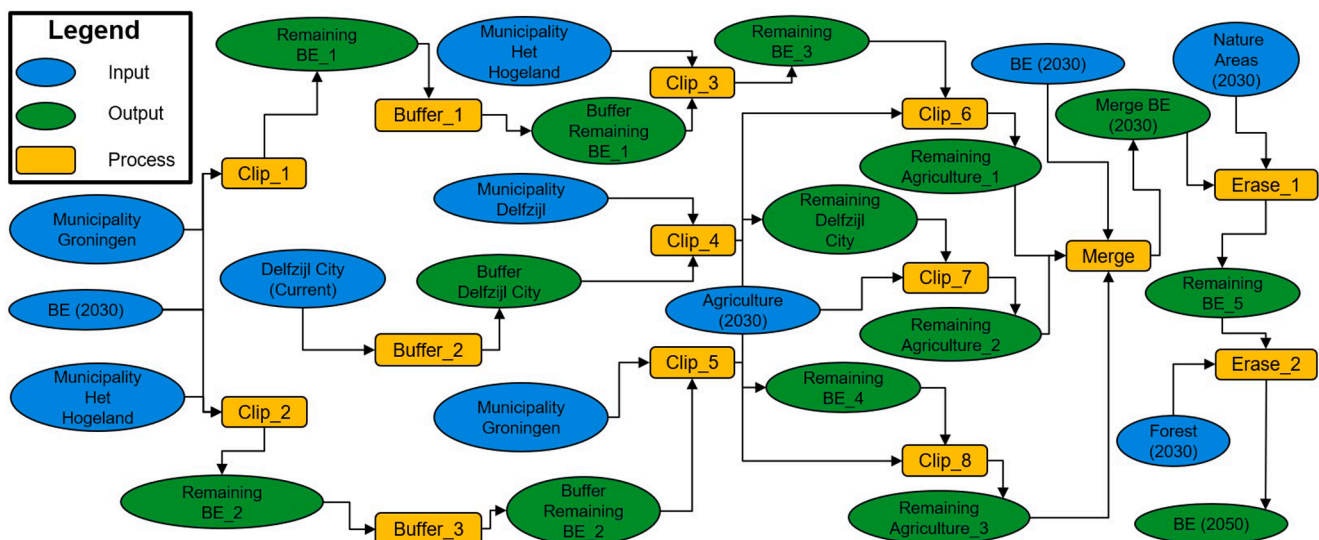 Legend
Input
Output
Process
Remaining
BE_1
Municipality
Het
Hogeland
Remaining
BE_3
Clip_3
Buffer_1
Buffer
Remaining
BE_1
Clip_1
Municipality
Groningen
BE (2030)
Municipality
Het
Hogeland
Clip_2
Remaining
BE_2
Delfzijl City
(Current)
Buffer_2
Buffer
Delfzijl City
Municipality
Delfzijl
Clip_4
Municipality
Groningen
Clip_5
Buffer_3
Buffer
Remaining
BE_2
Clip_6
Remaining
Agriculture_1
Remaining
Delfzijl
City
Clip_7
Agriculture
(2030)
Remaining
Agriculture_2
Remaining
BE_4
Clip_8
Remaining
Agriculture_3
BE (2030)
Merge
Merge BE
(2030)
Nature
Areas
(2030)
Erase_1
Remaining
BE_5
Erase_2
Forest
(2030)
BE (2050)